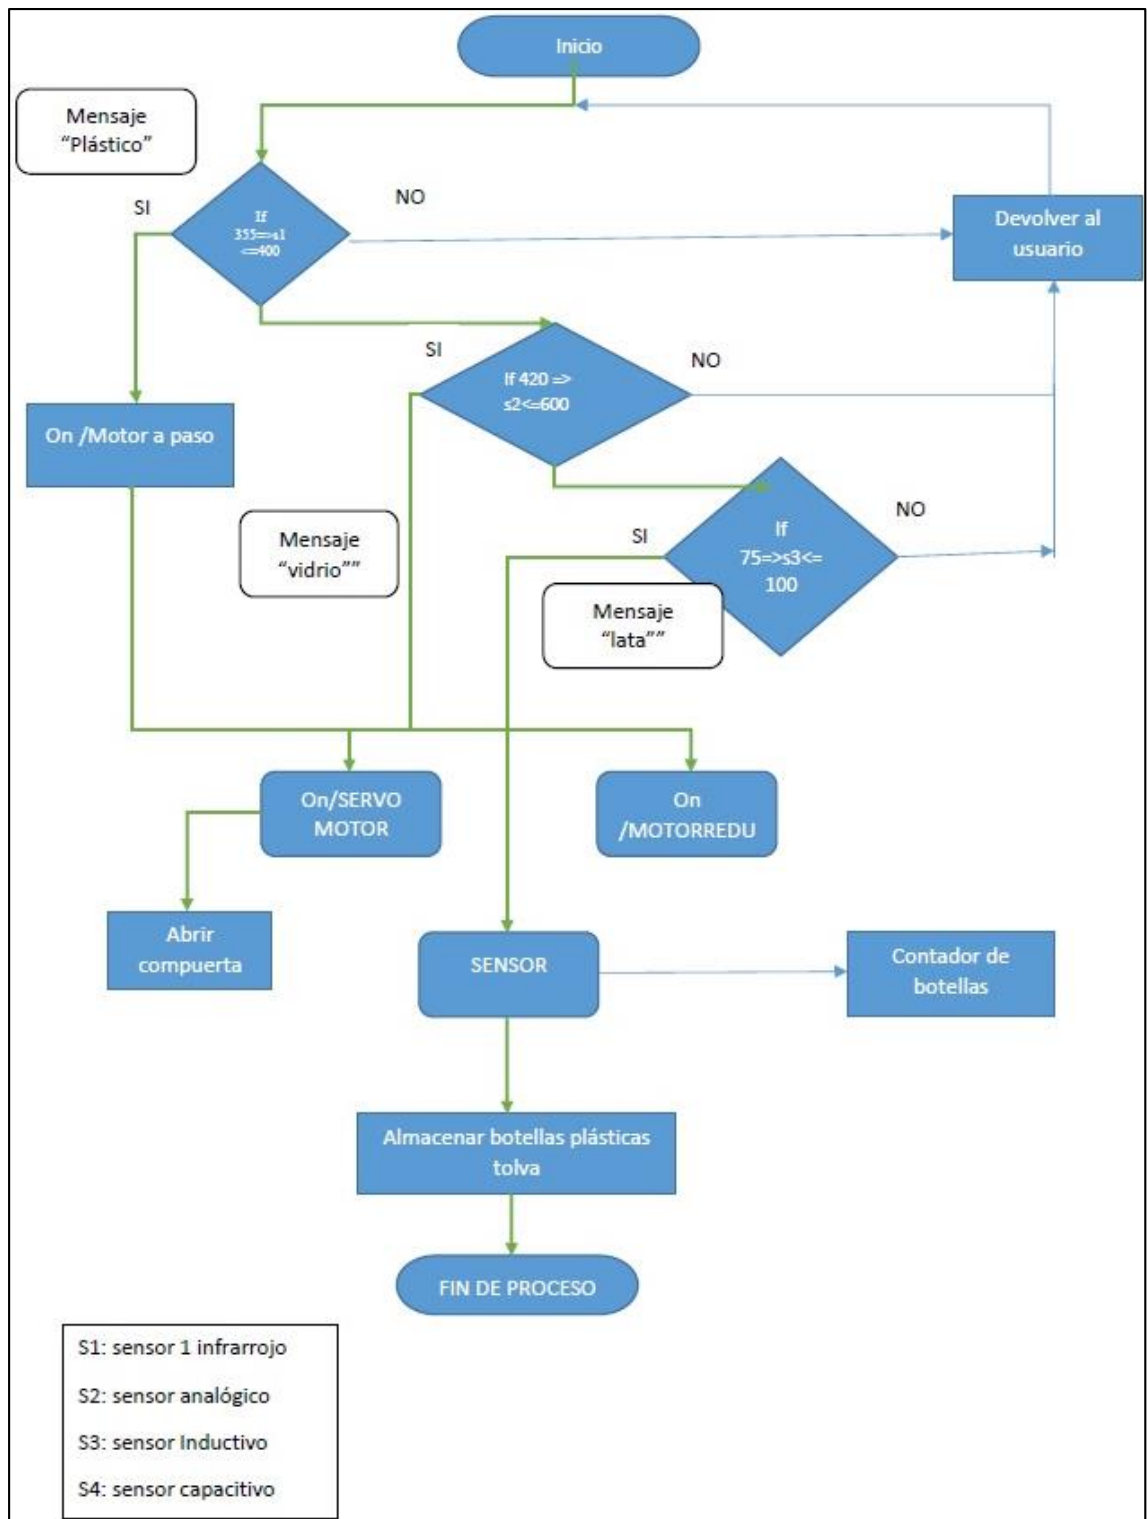 Inicio
Mensaje
“Plástico”
SI
NO
If
355=>s1
<=400
Devolver al
usuario
SI
NO
If 420 =>
s2<=600
On /Motor a paso
Mensaje
“vidrio””
SI
NO
If
75=>s3<=
100
Mensaje
“lata””
On/SERVO
MOTOR
On
/MOTORREDU
Abrir
compuerta
SENSOR
Contador de
botellas
Almacenar botellas plásticas
tolva
FIN DE PROCESO
S1: sensor 1 infrarrojo
S2: sensor analógico
S3: sensor Inductivo
S4: sensor capacitivo